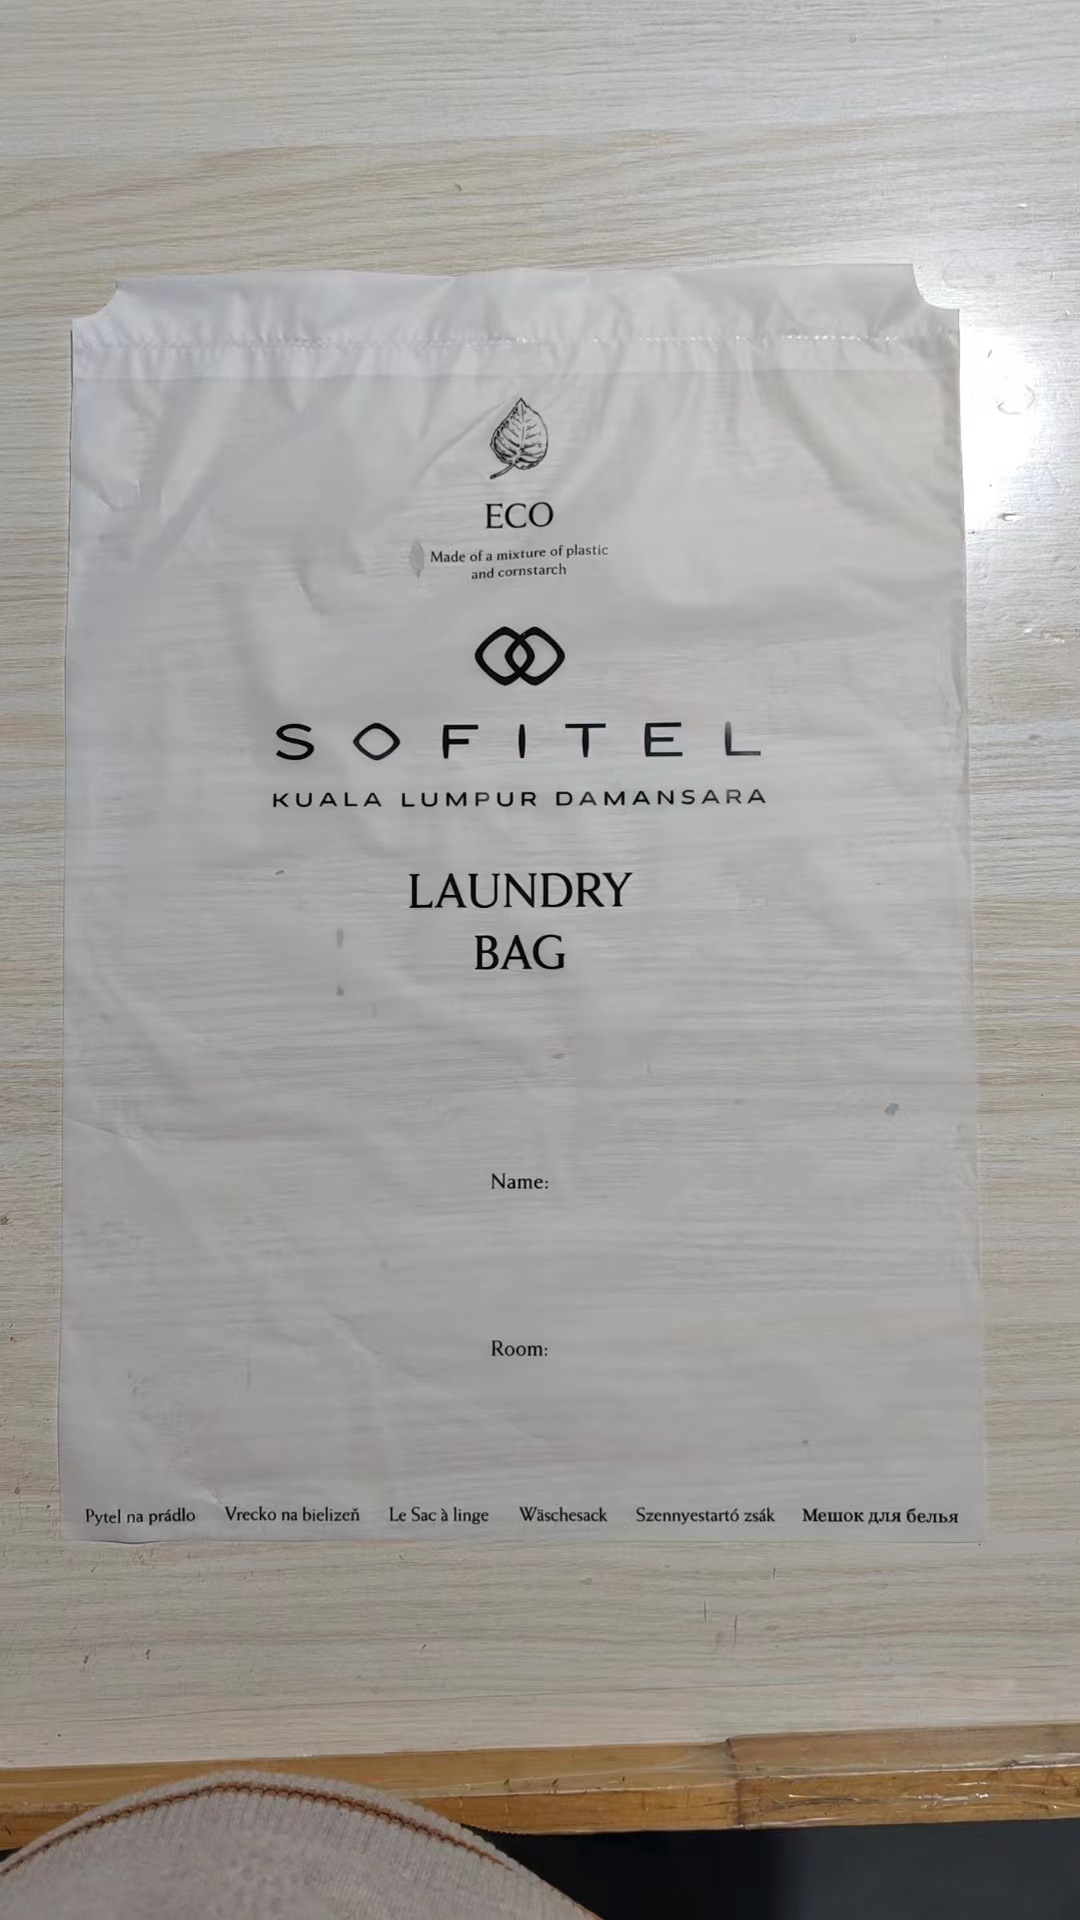 ECO
Made of a mixture of plastic
and cornstarch
SOFITEL
KUALA LUMPUR DAMANSARA
LAUNDRY
BAG
Name:
Room:
Pytel na prádlo Vrecko na bielizeň Le Sac à linge Wäschesack Szennyestartó zsák Мешок для белья